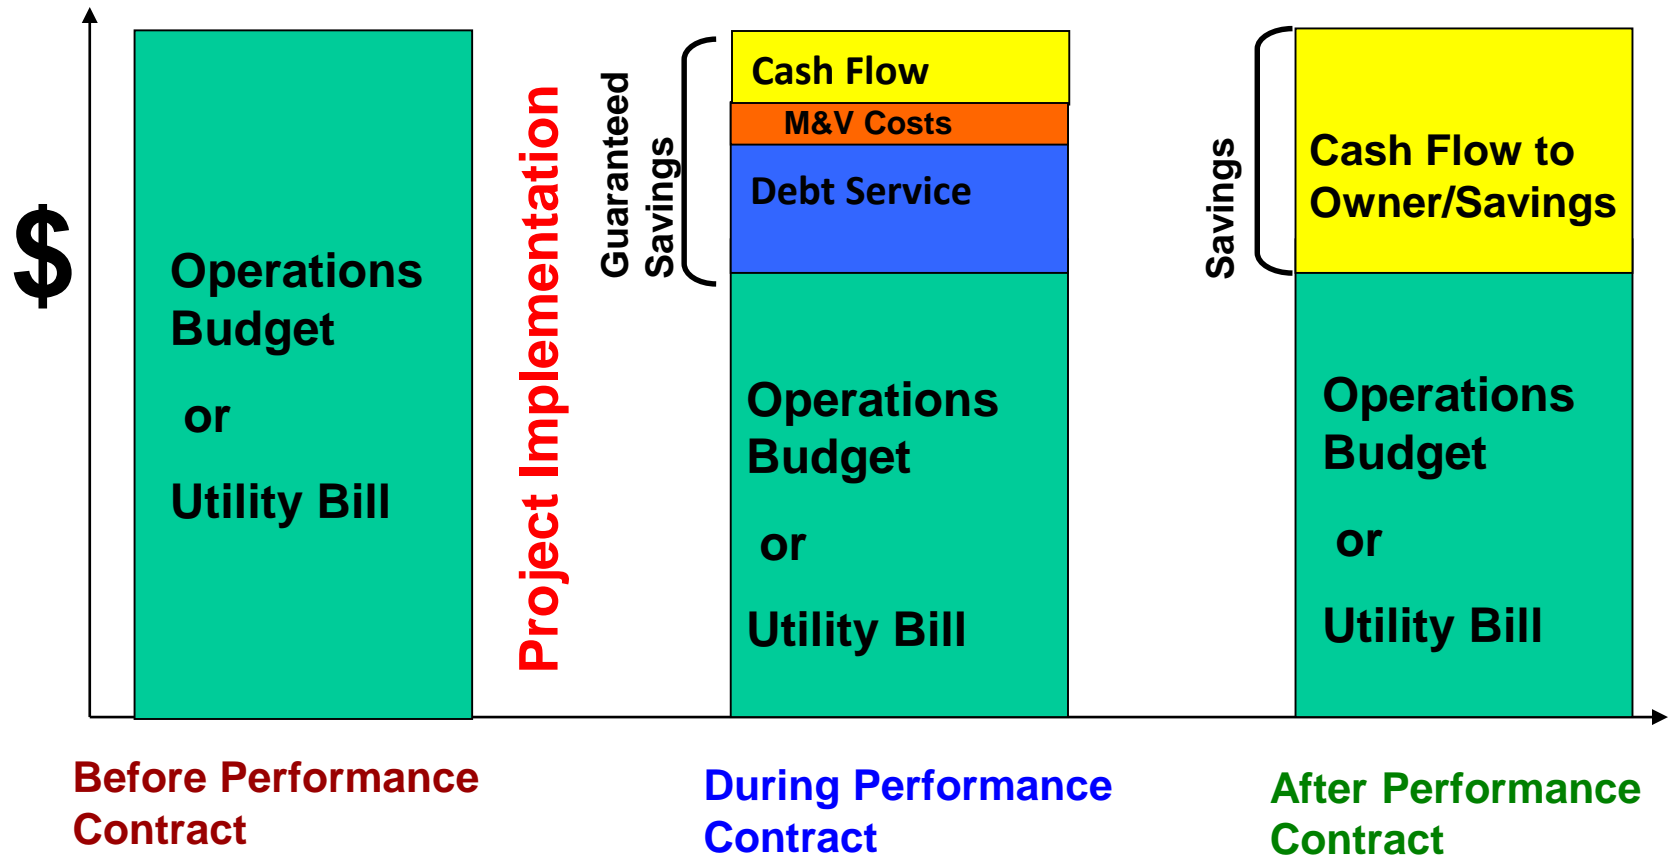 $
Operations
Budget
or
Utility Bill
Project Implementation
Guaranteed
Savings
Cash Flow
M&V Costs
Debt Service
Operations
Budget
or
Utility Bill
Savings
Cash Flow to
Owner/Savings
Operations
Budget
or
Utility Bill
Before Performance
Contract
During Performance
Contract
After Performance
Contract